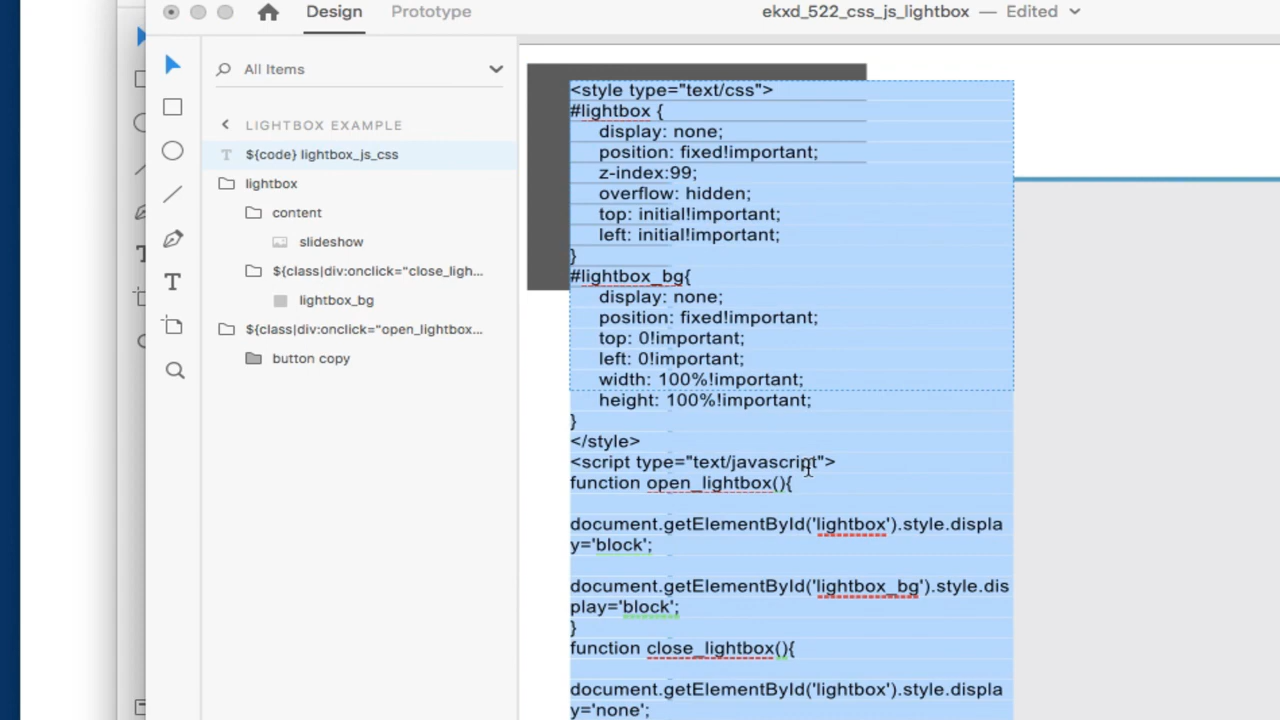 Design
Prototype
ekxd_522_css_js_lightbox — Edited
All Items
LIGHTBOX EXAMPLE
T ${code} lightbox_js_css
lightbox
content
slideshow
${class|div:onclick="close_ligh...
lightbox_bg
${class|div:onclick="open_lightbox...
button copy
<style type="text/css">
#lightbox {
display: none;
position: fixed!important;
z-index:99;
overflow: hidden;
top: initial!important;
left: initial!important;
}
#lightbox_bg{
display: none;
position: fixed!important;
top: 0!important;
left: 0!important;
width: 100%!important;
height: 100%!important;
}
</style>
<script type="text/javascript">
function open_lightbox(){
document.getElementById('lightbox').style.displa
y='block';
document.getElementById('lightbox_bg').style.dis
play='block';
}
function close_lightbox(){
document.getElementById('lightbox').style.displa
y='none';